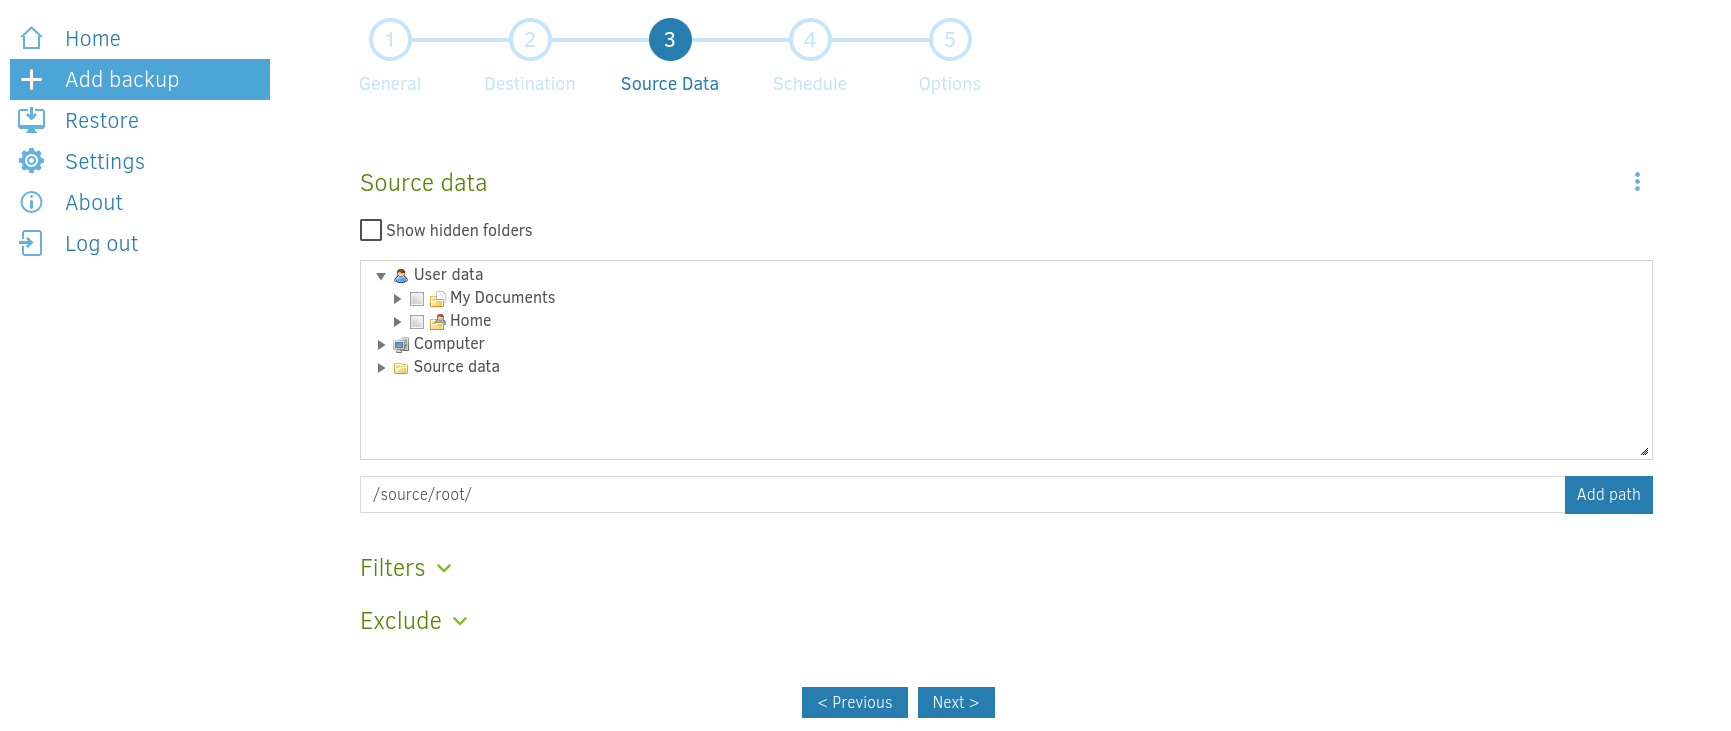 Home
Add backup
Restore
Settings
About
Log out
1 2 3 4 5
General Destination Source Data Schedule Options
Source data
Show hidden folders
User data
My Documents
Home
Computer
Source data
/source/root/ Add path
Filters
Exclude
< Previous Next >